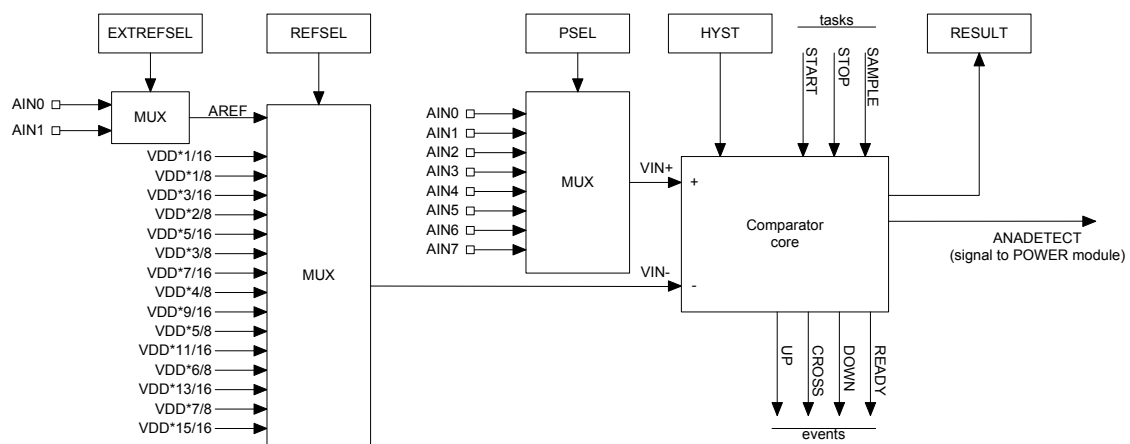 tasks
EXTREFSEL
REFSEL
PSEL
HYST
RESULT
START
STOP
SAMPLE
AIN0
AIN1
MUX
AREF
VDD*1/16
VDD*1/8
VDD*3/16
VDD*2/8
VDD*5/16
VDD*3/8
VDD*7/16
VDD*4/8
VDD*9/16
VDD*5/8
VDD*11/16
VDD*6/8
VDD*13/16
VDD*7/8
VDD*15/16
MUX
AIN0
AIN1
AIN2
AIN3
AIN4
AIN5
AIN6
AIN7
MUX
VIN+
VIN-
+
-
Comparator
core
ANADETECT
(signal to POWER module)
UP
CROSS
DOWN
READY
events